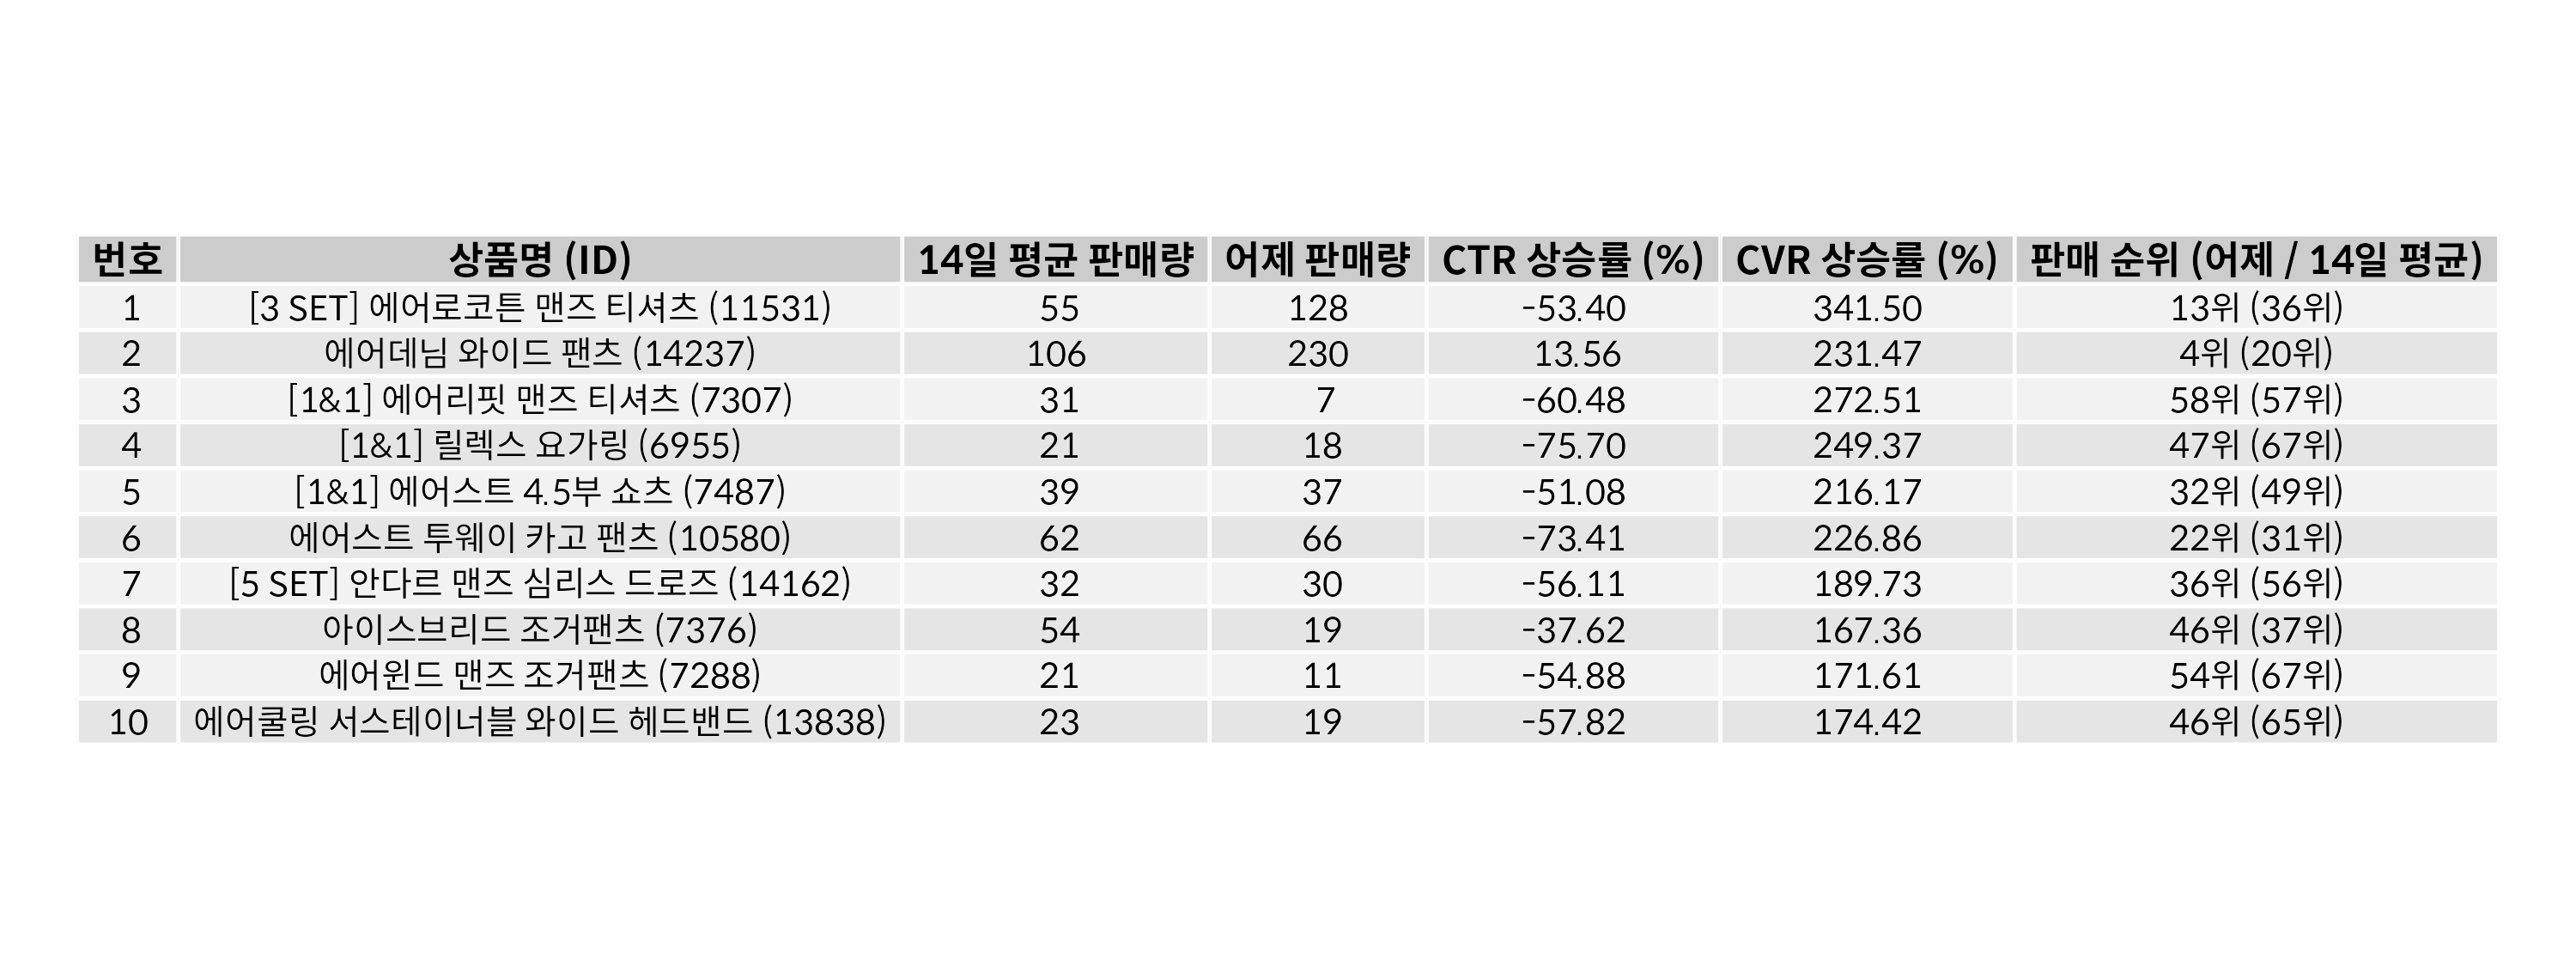 번호 상품명 (ID) 14일 평균 판매량 어제 판매량 CTR 상승률 (%) CVR 상승률 (%) 판매 순위 (어제 / 14일 평균)
1 [3 SET] 에어로코튼 맨즈 티셔츠 (11531) 55 128 -53.40 341.50 13위 (36위)
2 에어데님 와이드 팬츠 (14237) 106 230 13.56 231.47 4위 (20위)
3 [1&1] 에어리핏 맨즈 티셔츠 (7307) 31 7 -60.48 272.51 58위 (57위)
4 [1&1] 릴렉스 요가링 (6955) 21 18 -75.70 249.37 47위 (67위)
5 [1&1] 에어스트 4.5부 쇼츠 (7487) 39 37 -51.08 216.17 32위 (49위)
6 에어스트 투웨이 카고 팬츠 (10580) 62 66 -73.41 226.86 22위 (31위)
7 [5 SET] 안다르 맨즈 심리스 드로즈 (14162) 32 30 -56.11 189.73 36위 (56위)
8 아이스브리드 조거팬츠 (7376) 54 19 -37.62 167.36 46위 (37위)
9 에어윈드 맨즈 조거팬츠 (7288) 21 11 -54.88 171.61 54위 (67위)
10 에어쿨링 서스테이너블 와이드 헤드밴드 (13838) 23 19 -57.82 174.42 46위 (65위)